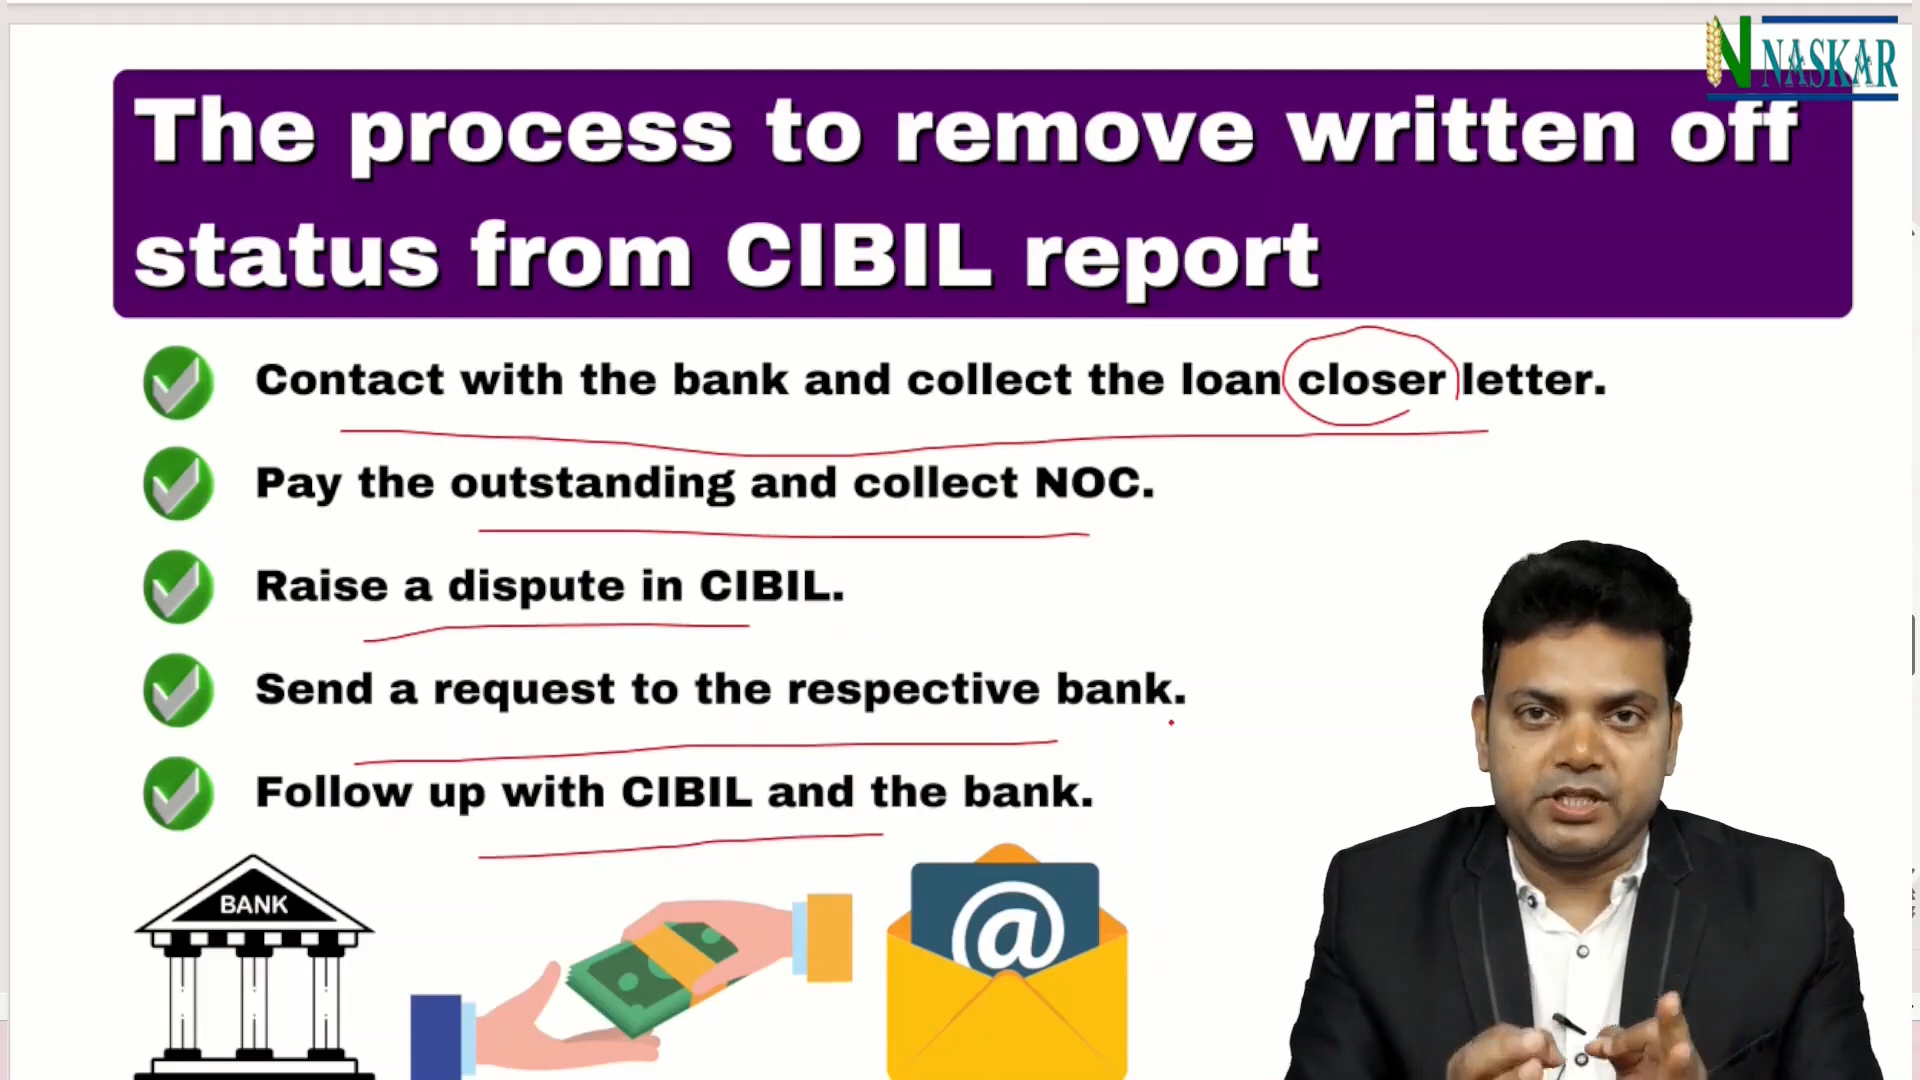 NASKAR
The process to remove written off
status from CIBIL report
Contact with the bank and collect the loan closer letter.
Pay the outstanding and collect NOC.
Raise a dispute in CIBIL.
Send a request to the respective bank.
Follow up with CIBIL and the bank.
BANK
@